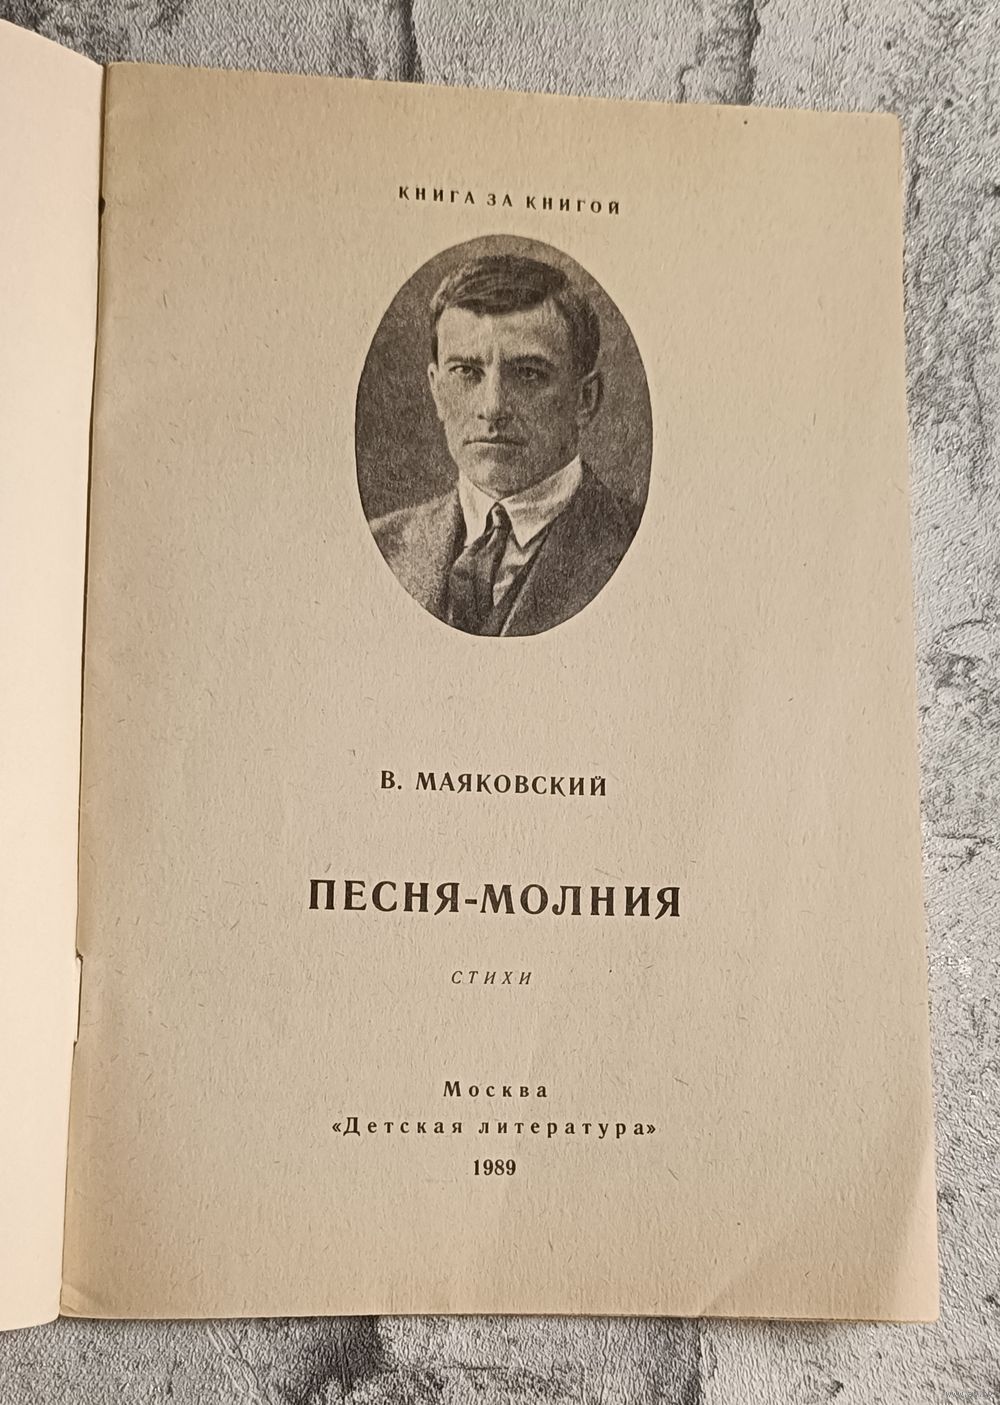 КНИГА ЗА КНИГОЙ
В. МАЯКОВСКИЙ
ПЕСНЯ-МОЛНИЯ
СТИХИ
Москва
«Детская литература»
1989